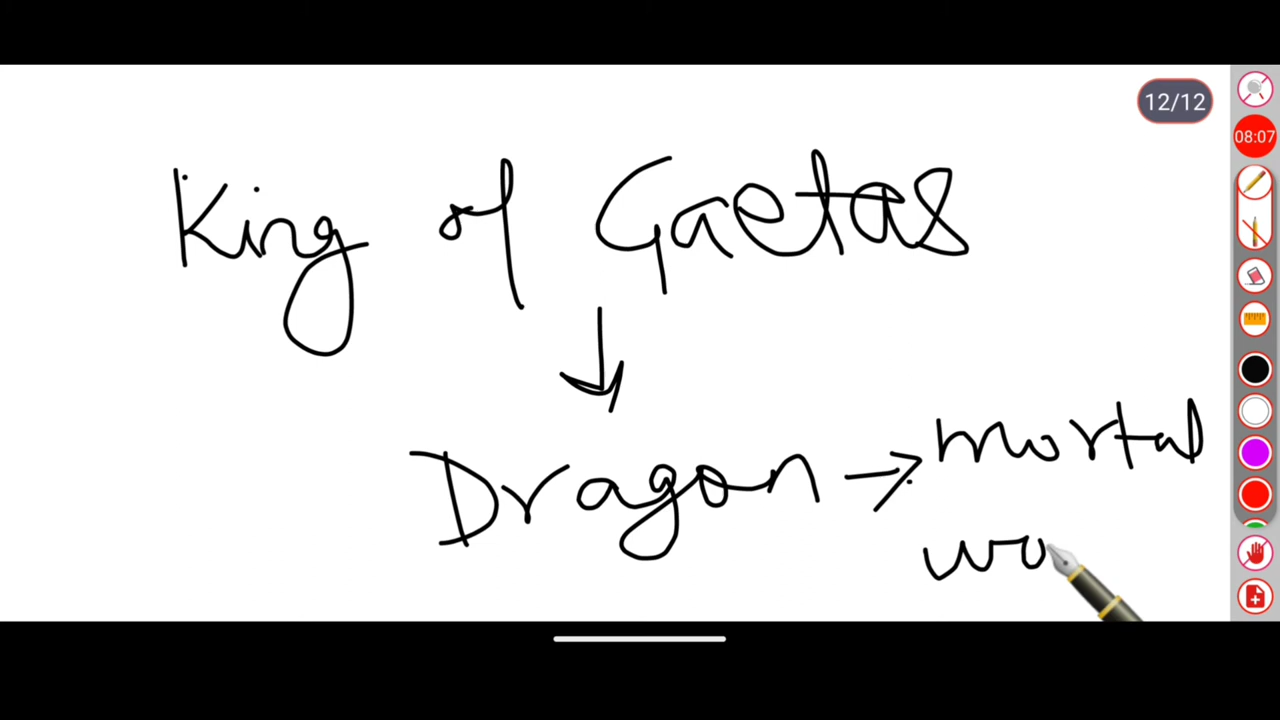 12/12
08:07
King of Gaetas
Dragon → mortal
wo